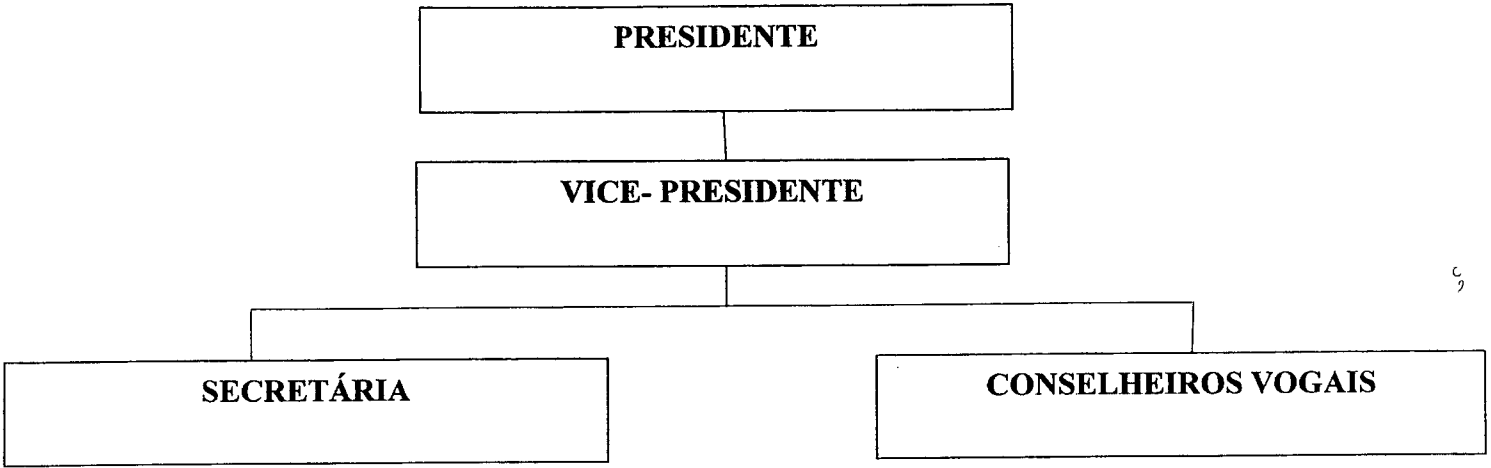 PRESIDENTE
VICE- PRESIDENTE
SECRETÁRIA
CONSELHEIROS VOGAIS